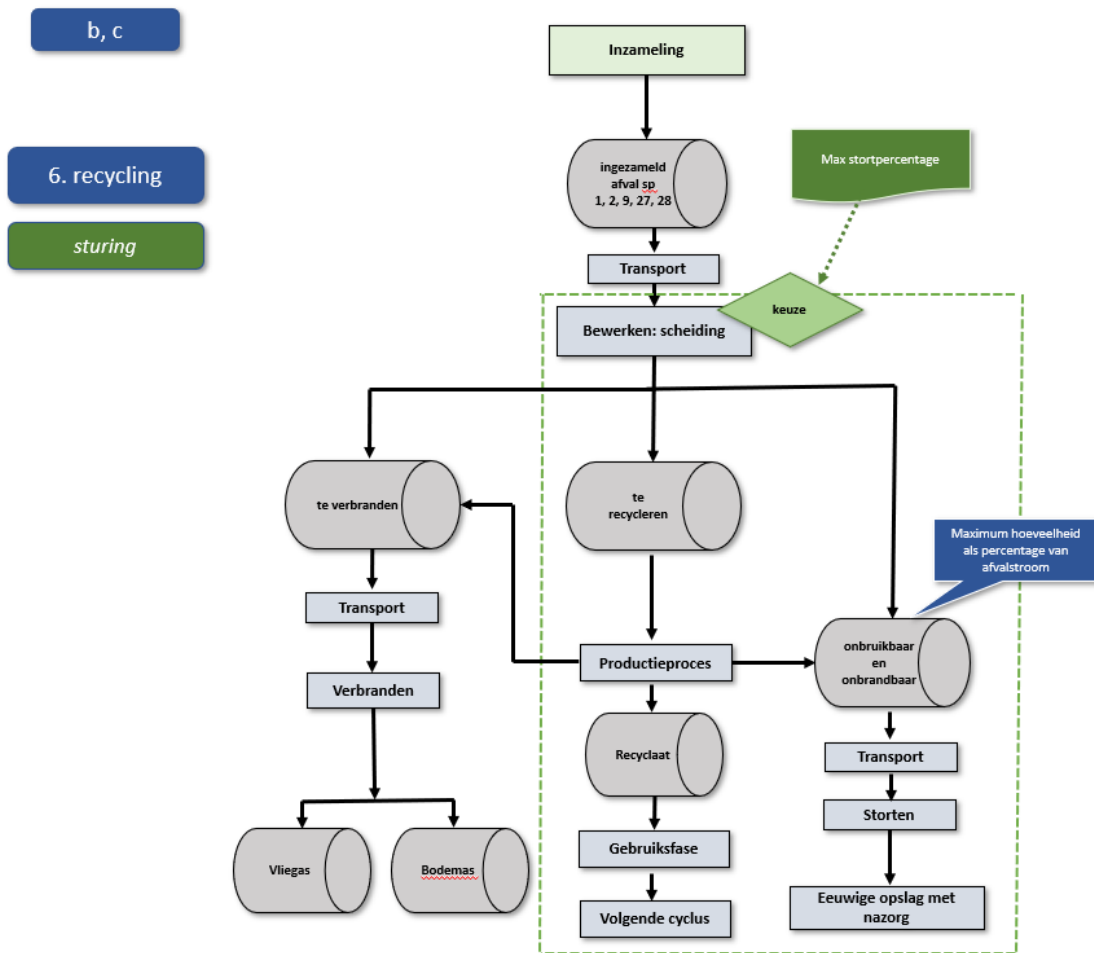 b, c
Inzameling
6. recycling
sturing
Max stortpercentage
ingezameld
afval sp
1, 2, 9, 27, 28
Transport
keuze
Bewerken: scheiding
te verbranden
te
recycleren
Maximum hoeveelheid
als percentage van
afvalstroom
Transport
Productieproces
onbruikbaar
en
onbrandbaar
Verbranden
Recyclaat
Transport
Storten
Vliegas
Bodemas
Gebruiksfase
Eeuwige opslag met
nazorg
Volgende cyclus